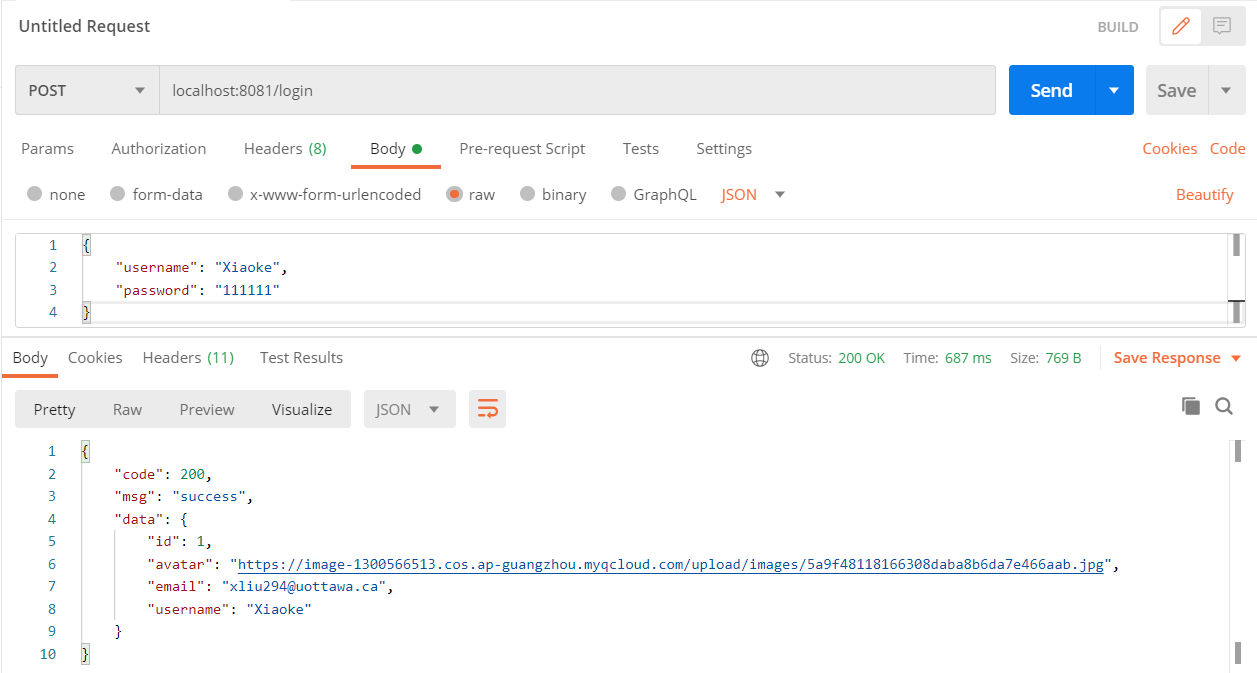 Untitled Request BUILD
POST localhost:8081/login Send Save
Params Authorization Headers (8) Body Pre-request Script Tests Settings Cookies Code
none form-data x-www-form-urlencoded raw binary GraphQL JSON Beautify
1 {
2 "username": "Xiaoke",
3 "password": "111111"
4 }
Body Cookies Headers (11) Test Results Status: 200 OK Time: 687 ms Size: 769 B Save Response
Pretty Raw Preview Visualize JSON
1 {
2 "code": 200,
3 "msg": "success",
4 "data": {
5 "id": 1,
6 "avatar": "https://image-1300566513.cos.ap-guangzhou.myqcloud.com/upload/images/5a9f48118166308daba8b6da7e466aab.jpg",
7 "email": "xliu294@uottawa.ca",
8 "username": "Xiaoke"
9 }
10 }